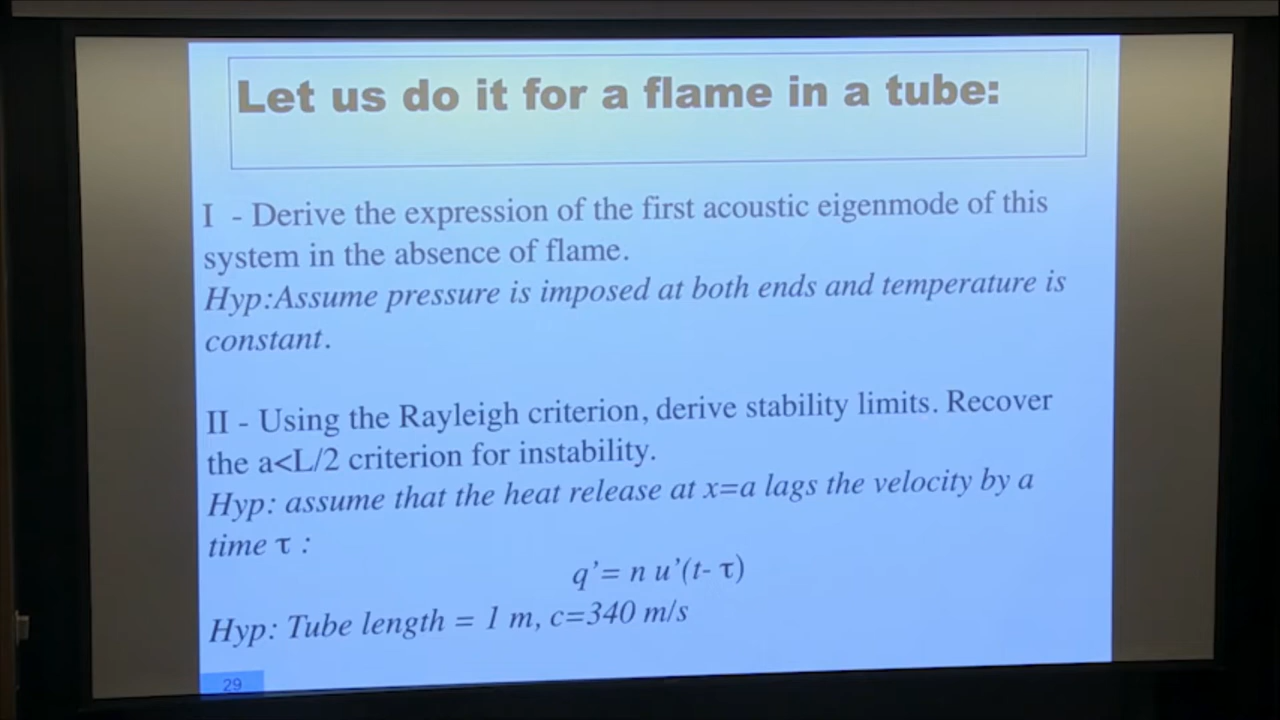 Let us do it for a flame in a tube:
I - Derive the expression of the first acoustic eigenmode of this
system in the absence of flame.
Hyp:Assume pressure is imposed at both ends and temperature is
constant.
II - Using the Rayleigh criterion, derive stability limits. Recover
the a<L/2 criterion for instability.
Hyp: assume that the heat release at x=a lags the velocity by a
time τ :
q’= n u’(t- τ)
Hyp: Tube length = 1 m, c=340 m/s
29